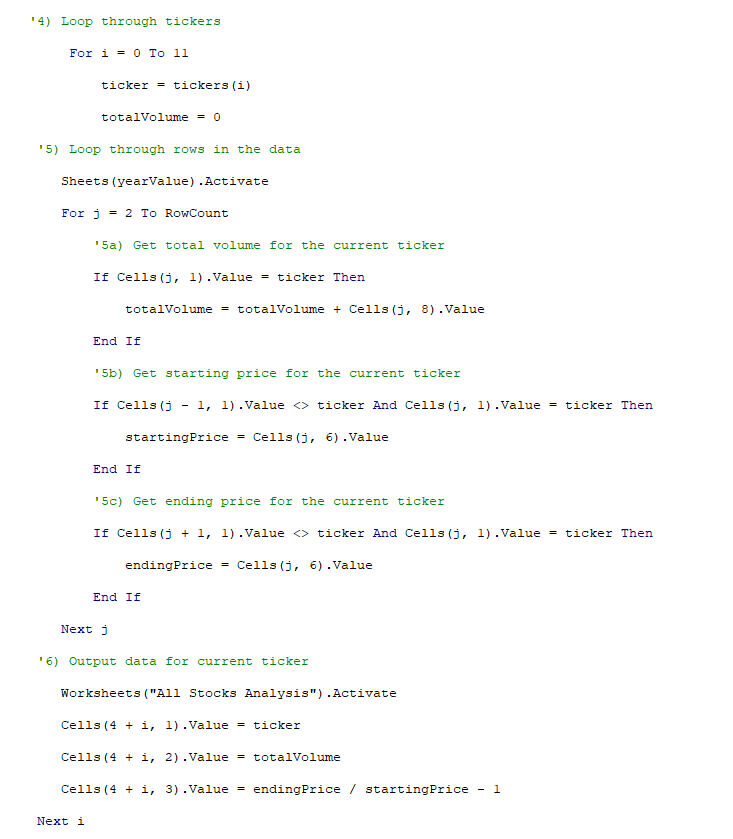 '4) Loop through tickers
For i = 0 To 11
ticker = tickers(i)
totalVolume = 0
'5) Loop through rows in the data
Sheets(yearValue).Activate
For j = 2 To RowCount
'5a) Get total volume for the current ticker
If Cells(j, 1).Value = ticker Then
totalVolume = totalVolume + Cells(j, 8).Value
End If
'5b) Get starting price for the current ticker
If Cells(j - 1, 1).Value <> ticker And Cells(j, 1).Value = ticker Then
startingPrice = Cells(j, 6).Value
End If
'5c) Get ending price for the current ticker
If Cells(j + 1, 1).Value <> ticker And Cells(j, 1).Value = ticker Then
endingPrice = Cells(j, 6).Value
End If
Next j
'6) Output data for current ticker
Worksheets("All Stocks Analysis").Activate
Cells(4 + i, 1).Value = ticker
Cells(4 + i, 2).Value = totalVolume
Cells(4 + i, 3).Value = endingPrice / startingPrice - 1
Next i